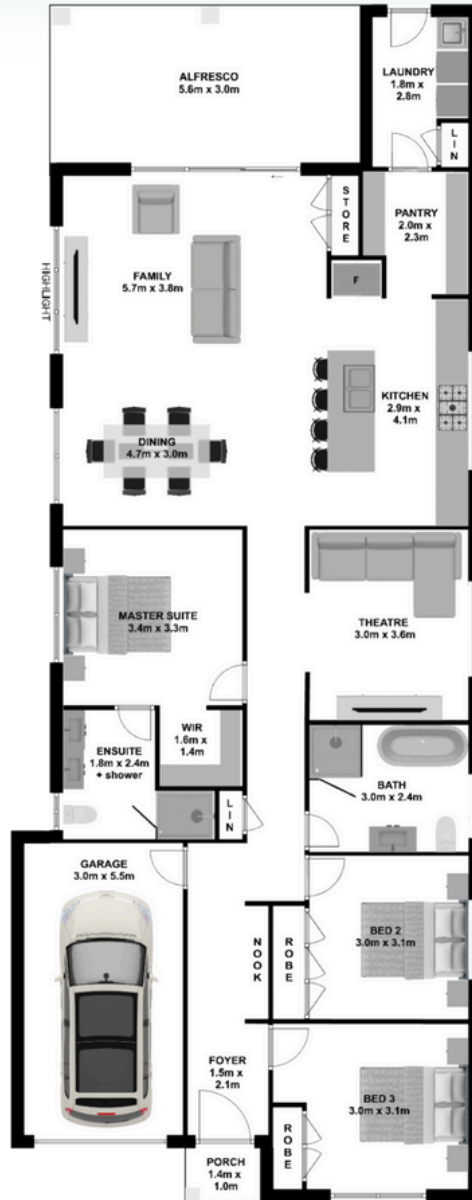 ALFRESCO
5.6m x 3.0m
LAUNDRY
1.8m x
2.8m
LIN
STORE
PANTRY
2.0m x
2.3m
F
HIGHLIGHT
FAMILY
5.7m x 3.8m
KITCHEN
2.9m x
4.1m
DINING
4.7m x 3.0m
MASTER SUITE
3.4m x 3.3m
THEATRE
3.0m x 3.6m
WIR
1.6m x
1.4m
ENSUITE
1.8m x 2.4m
+ shower
BATH
3.0m x 2.4m
LIN
GARAGE
3.0m x 5.5m
NOOK
ROBE
BED 2
3.0m x 3.1m
FOYER
1.5m x
2.1m
BED 3
3.0m x 3.1m
ROBE
PORCH
1.4m x
1.0m